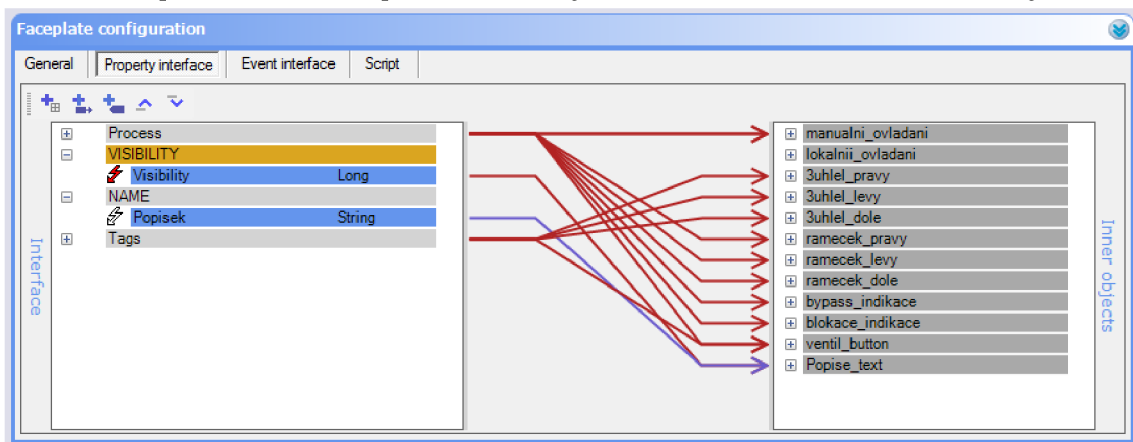 Faceplate configuration
General Property interface Event interface Script
Process
VISIBILITY
Visibility Long
NAME
Popisek String
Tags
Interface
manualni_ovladani
lokalnii_ovladani
3uhlel_pravy
3uhlel_levy
3uhlel_dole
ramecek_pravy
ramecek_levy
ramecek_dole
bypass_indikace
blokace_indikace
ventil_button
Popise_text
Inner objects